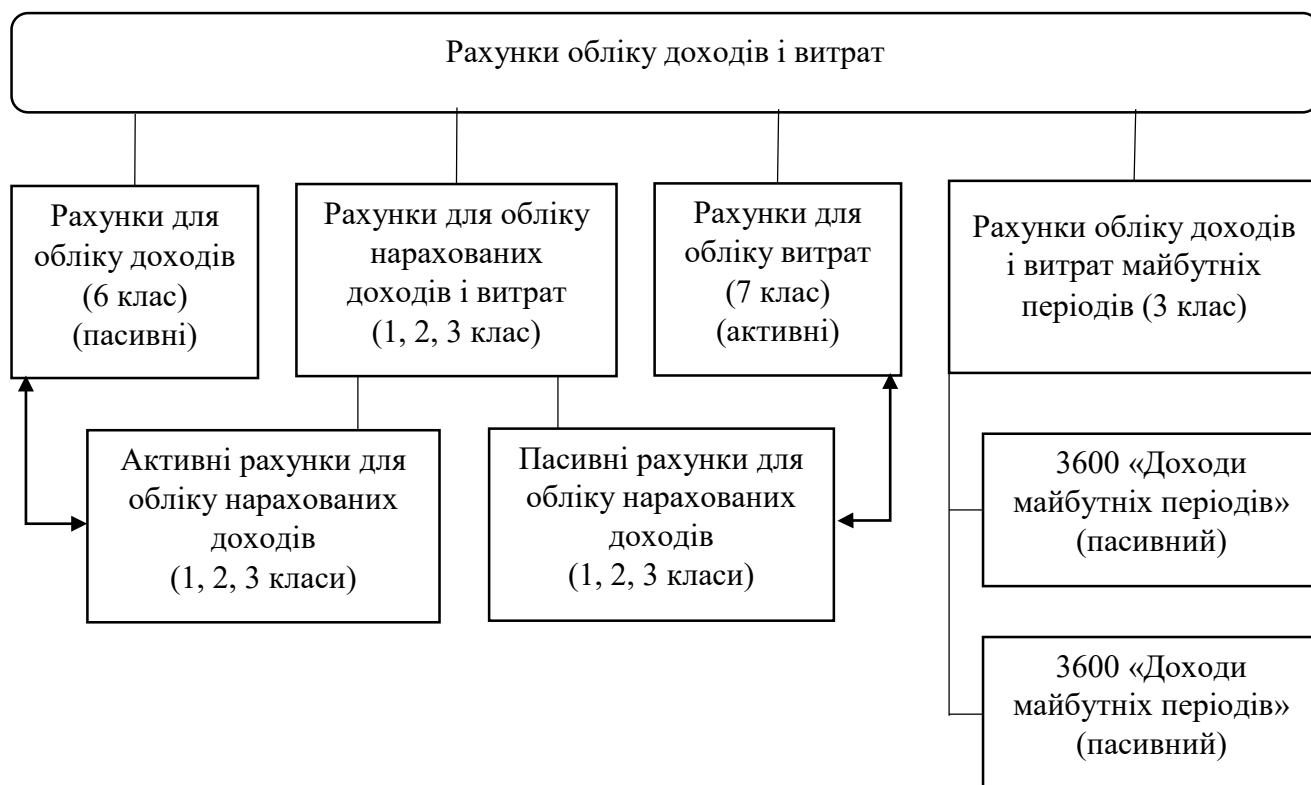 Рахунки обліку доходів і витрат
Рахунки для
обліку доходів
(6 клас)
(пасивні)
Рахунки для обліку
нарахованих
доходів і витрат
(1, 2, 3 клас)
Рахунки для
обліку витрат
(7 клас)
(активні)
Рахунки обліку доходів
і витрат майбутніх
періодів (3 клас)
Активні рахунки для
обліку нарахованих
доходів
(1, 2, 3 класи)
Пасивні рахунки для
обліку нарахованих
доходів
(1, 2, 3 класи)
3600 «Доходи
майбутніх періодів»
(пасивний)
3600 «Доходи
майбутніх періодів»
(пасивний)